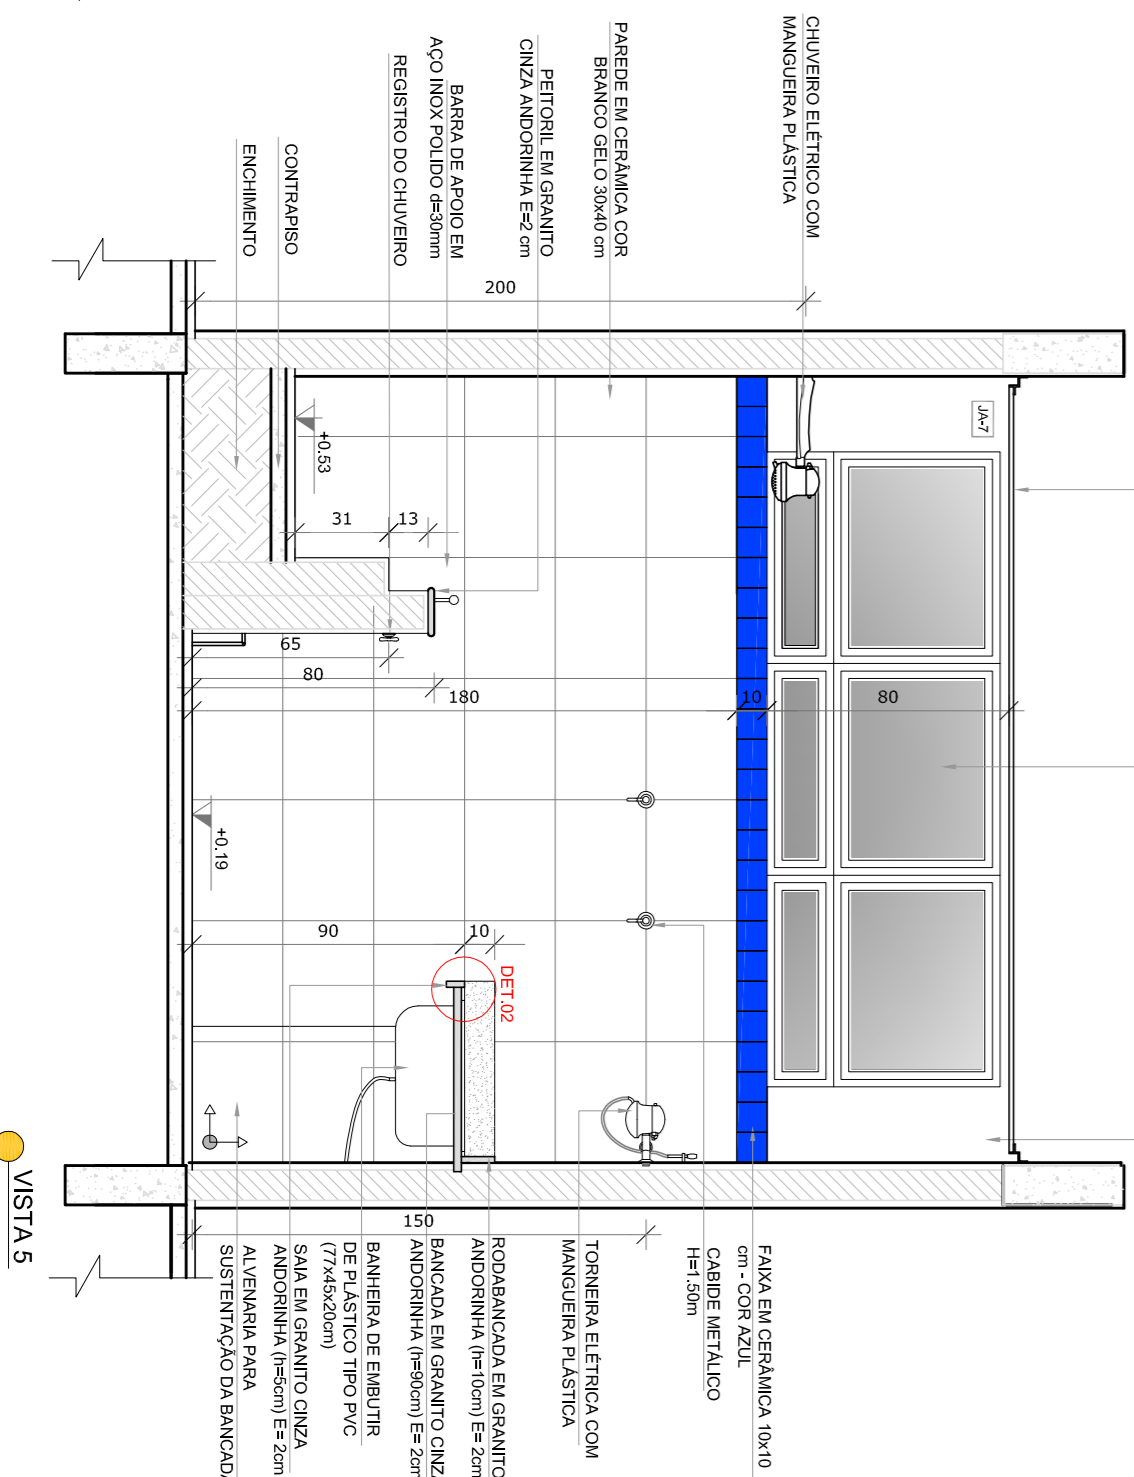 CHUVEIRO ELÉTRICO COM
MANGUEIRA PLÁSTICA
PAREDE EM CERÂMICA COR
BRANCO GELO 30x40 cm
PEITORIL EM GRANITO
CINZA ANDORINHA E=2 cm
BARRA DE APOIO EM
AÇO INOX POLIDO d=30mm
REGISTRO DO CHUVEIRO
CONTRAPISO
ENCHIMENTO
200
JA-7
+0.53
31
13
65
80
180
10
80
+0.19
90
10
DET.02
150
FAIXA EM CERÂMICA 10x10
cm - COR AZUL
CABIDE METÁLICO
H=1.50m
TORNEIRA ELÉTRICA COM
MANGUEIRA PLÁSTICA
RODABANCADA EM GRANITO
ANDORINHA (h=10cm) E= 2cm
BANCADA EM GRANITO CINZA
ANDORINHA (h=90cm) E= 2cm
BANHEIRA DE EMBUTIR
DE PLÁSTICO TIPO PVC
(77x45x20cm)
SAIA EM GRANITO CINZA
ANDORINHA (h=5cm) E= 2cm
ALVENARIA PARA
SUSTENTAÇÃO DA BANCADA
VISTA 5